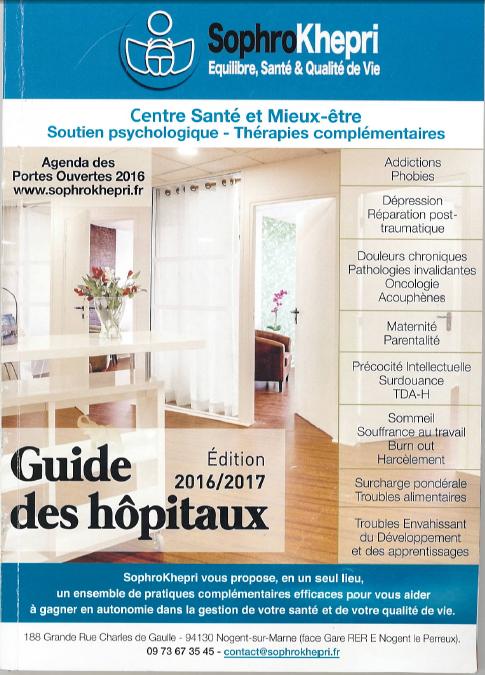 SophroKhepri
Equilibre, Santé & Qualité de Vie
Centre Santé et Mieux-être
Soutien psychologique - Thérapies complémentaires
Agenda des
Portes Ouvertes 2016
www.sophrokhepri.fr
Addictions
Phobies
Dépression
Réparation post-
traumatique
Douleurs chroniques
Pathologies invalidantes
Oncologie
Acouphènes
Maternité
Parentalité
Précocité Intellectuelle
Surdouance
TDA-H
Sommeil
Souffrance au travail
Burn out
Harcèlement
Surcharge pondérale
Troubles alimentaires
Troubles Envahissant
du Développement
et des apprentissages
Guide
des hôpitaux
Édition
2016/2017
SophroKhepri vous propose, en un seul lieu,
un ensemble de pratiques complémentaires efficaces pour vous aider
à gagner en autonomie dans la gestion de votre santé et de votre qualité de vie.
188 Grande Rue Charles de Gaulle - 94130 Nogent-sur-Marne (face Gare RER E Nogent le Perreux).
09 73 67 35 45 - contact@sophrokhepri.fr